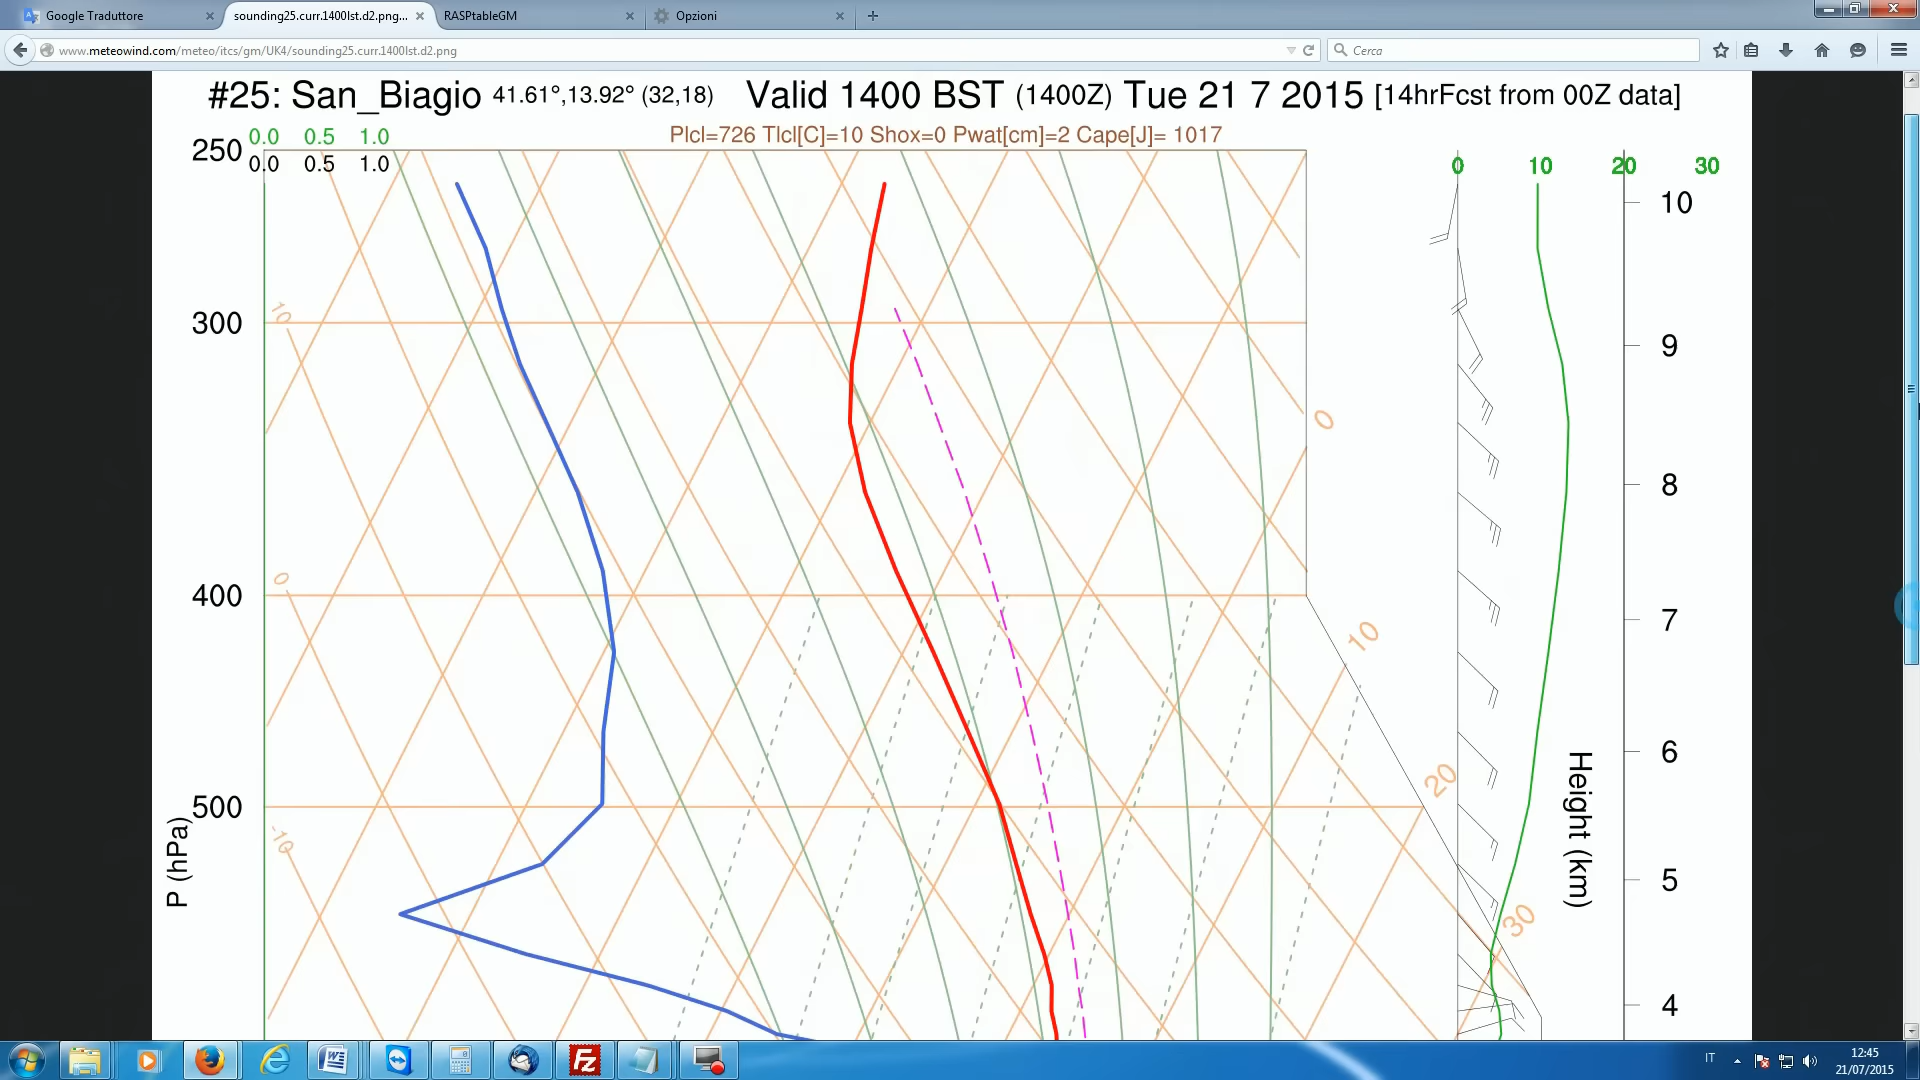 Google Traduttore
sounding25.curr.1400lst.d2.png...
RASPtableGM
Opzioni
www.meteowind.com/meteo/itcs/gm/UK4/sounding25.curr.1400lst.d2.png
Cerca
#25: San_Biagio 41.61°,13.92° (32,18) Valid 1400 BST (1400Z) Tue 21 7 2015 [14hrFcst from 00Z data]
Plcl=726 Tlcl[C]=10 Shox=0 Pwat[cm]=2 Cape[J]= 1017
0.0 0.5 1.0
0.0 0.5 1.0
250
0 10 20 30
10
10
300
9
0
8
0
400
10
7
6
20
500
-10
Height (km)
P (hPa)
5
30
4
IT
12:45
21/07/2015